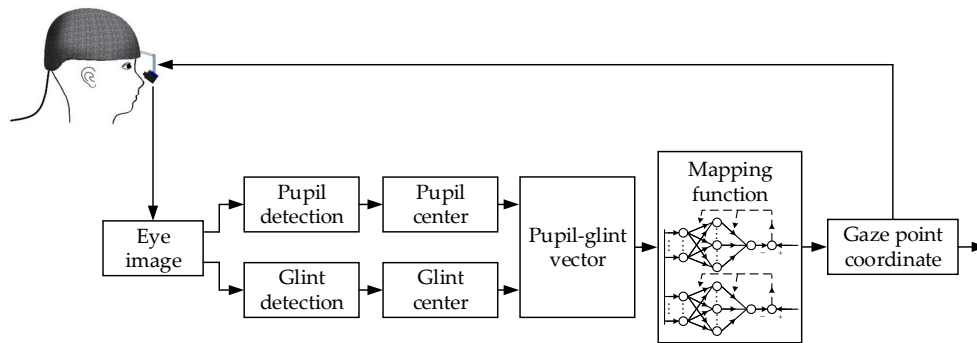 Eye
image
Pupil
detection
Pupil
center
Glint
detection
Glint
center
Pupil-glint
vector
Mapping
function
− +
− +
Gaze point
coordinate